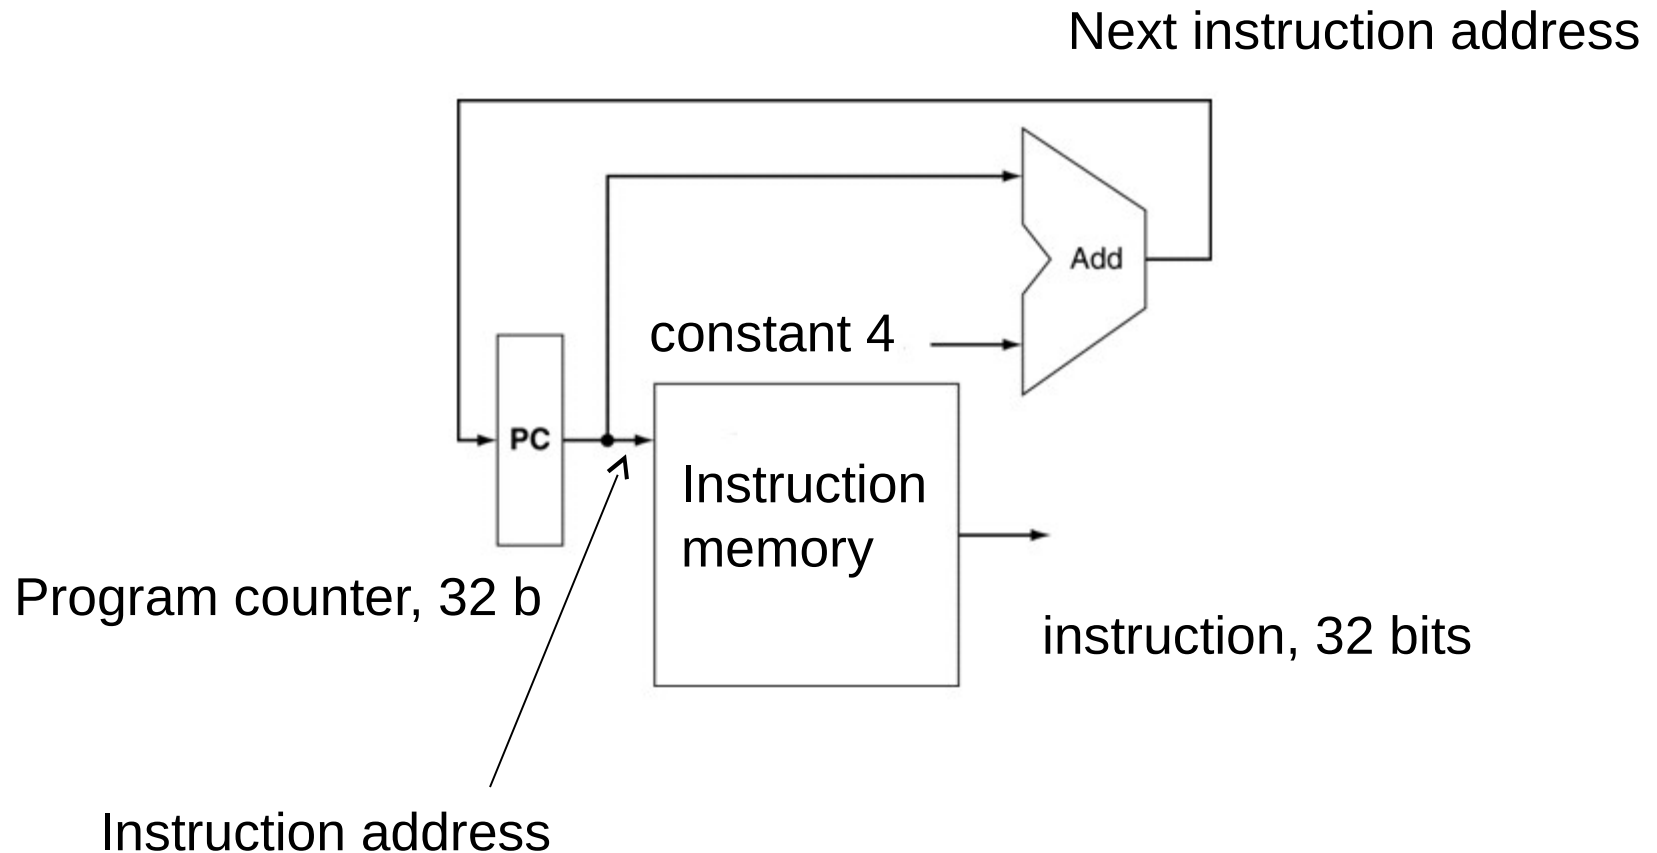 Next instruction address
Add
constant 4
PC
Instruction
memory
Program counter, 32 b
instruction, 32 bits
Instruction address